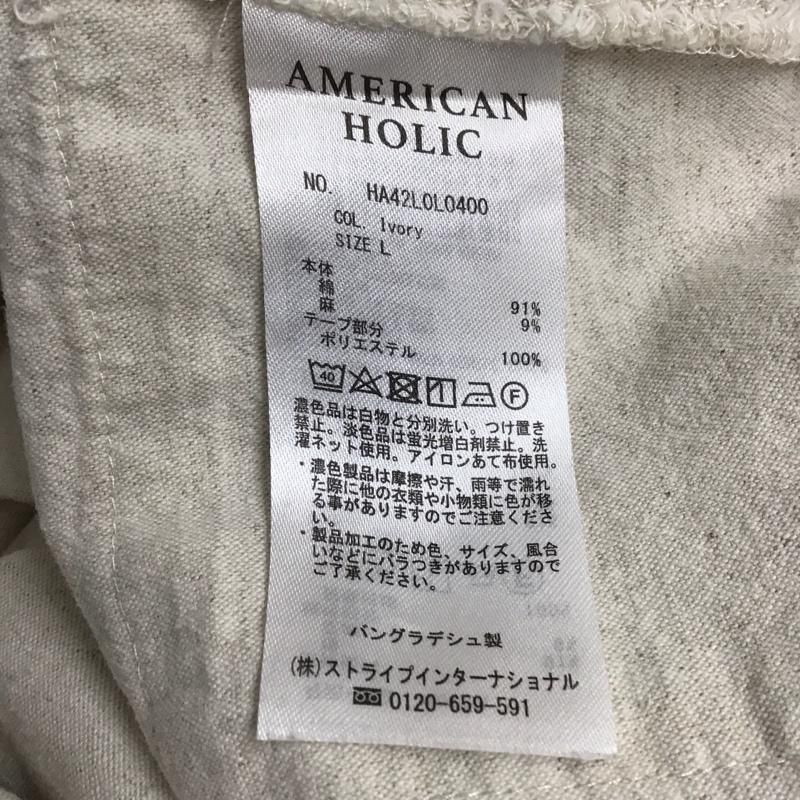 AMERICAN
HOLIC
NO. HA42L0L0400
COL. Ivory
SIZE L
本体
綿 91%
麻 9%
テープ部分
ポリエステル 100%
40 F
濃色品は白物と分別洗い。つけ置き
禁止。淡色品は蛍光増白剤禁止。洗
濯ネット使用。アイロンあて布使用。
・濃色製品は摩擦や汗、雨等で濡れ
た際に他の衣類や小物類に色が移
る事がありますのでご注意くださ
い。
・製品加工のため色、サイズ、風合
いなどにバラつきがありますので
ご了承ください。
バングラデシュ製
(株)ストライプインターナショナル
0120-659-591